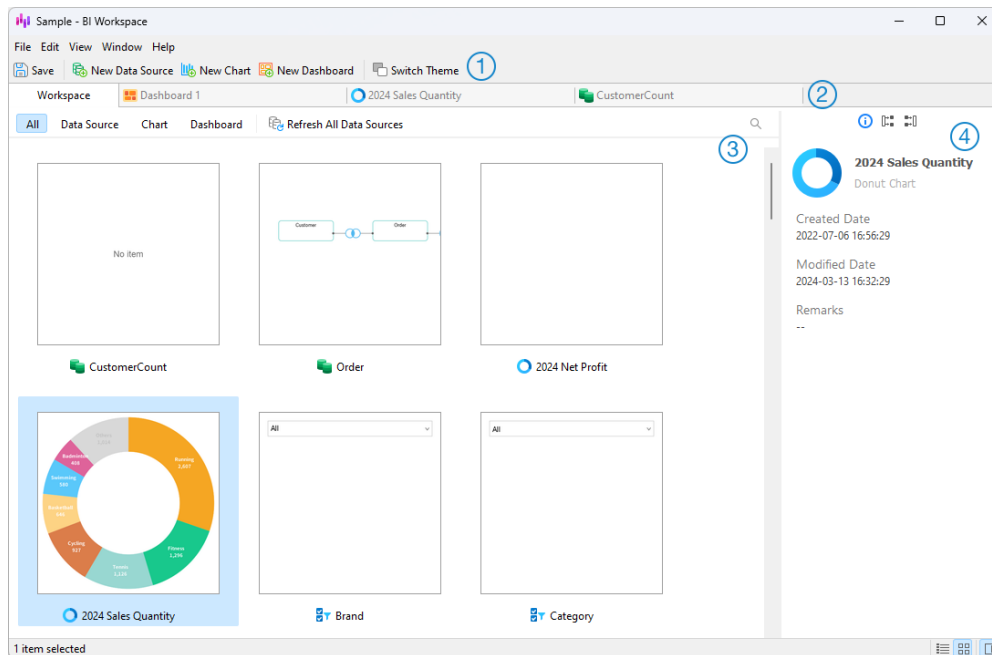 Sample - BI Workspace
File Edit View Window Help
Save New Data Source New Chart New Dashboard Switch Theme 1
Workspace Dashboard 1 2024 Sales Quantity CustomerCount 2
All Data Source Chart Dashboard Refresh All Data Sources
3
4
No item
CustomerCount
Customer Order
Order
2024 Net Profit
Running
Fitness
1,296
Tennis
Cycling
927
Swimming
Badminton
2024 Sales Quantity
All
Brand
All
Category
2024 Sales Quantity
Donut Chart
Created Date
2022-07-06 16:56:29
Modified Date
2024-03-13 16:32:29
Remarks
--
1 item selected